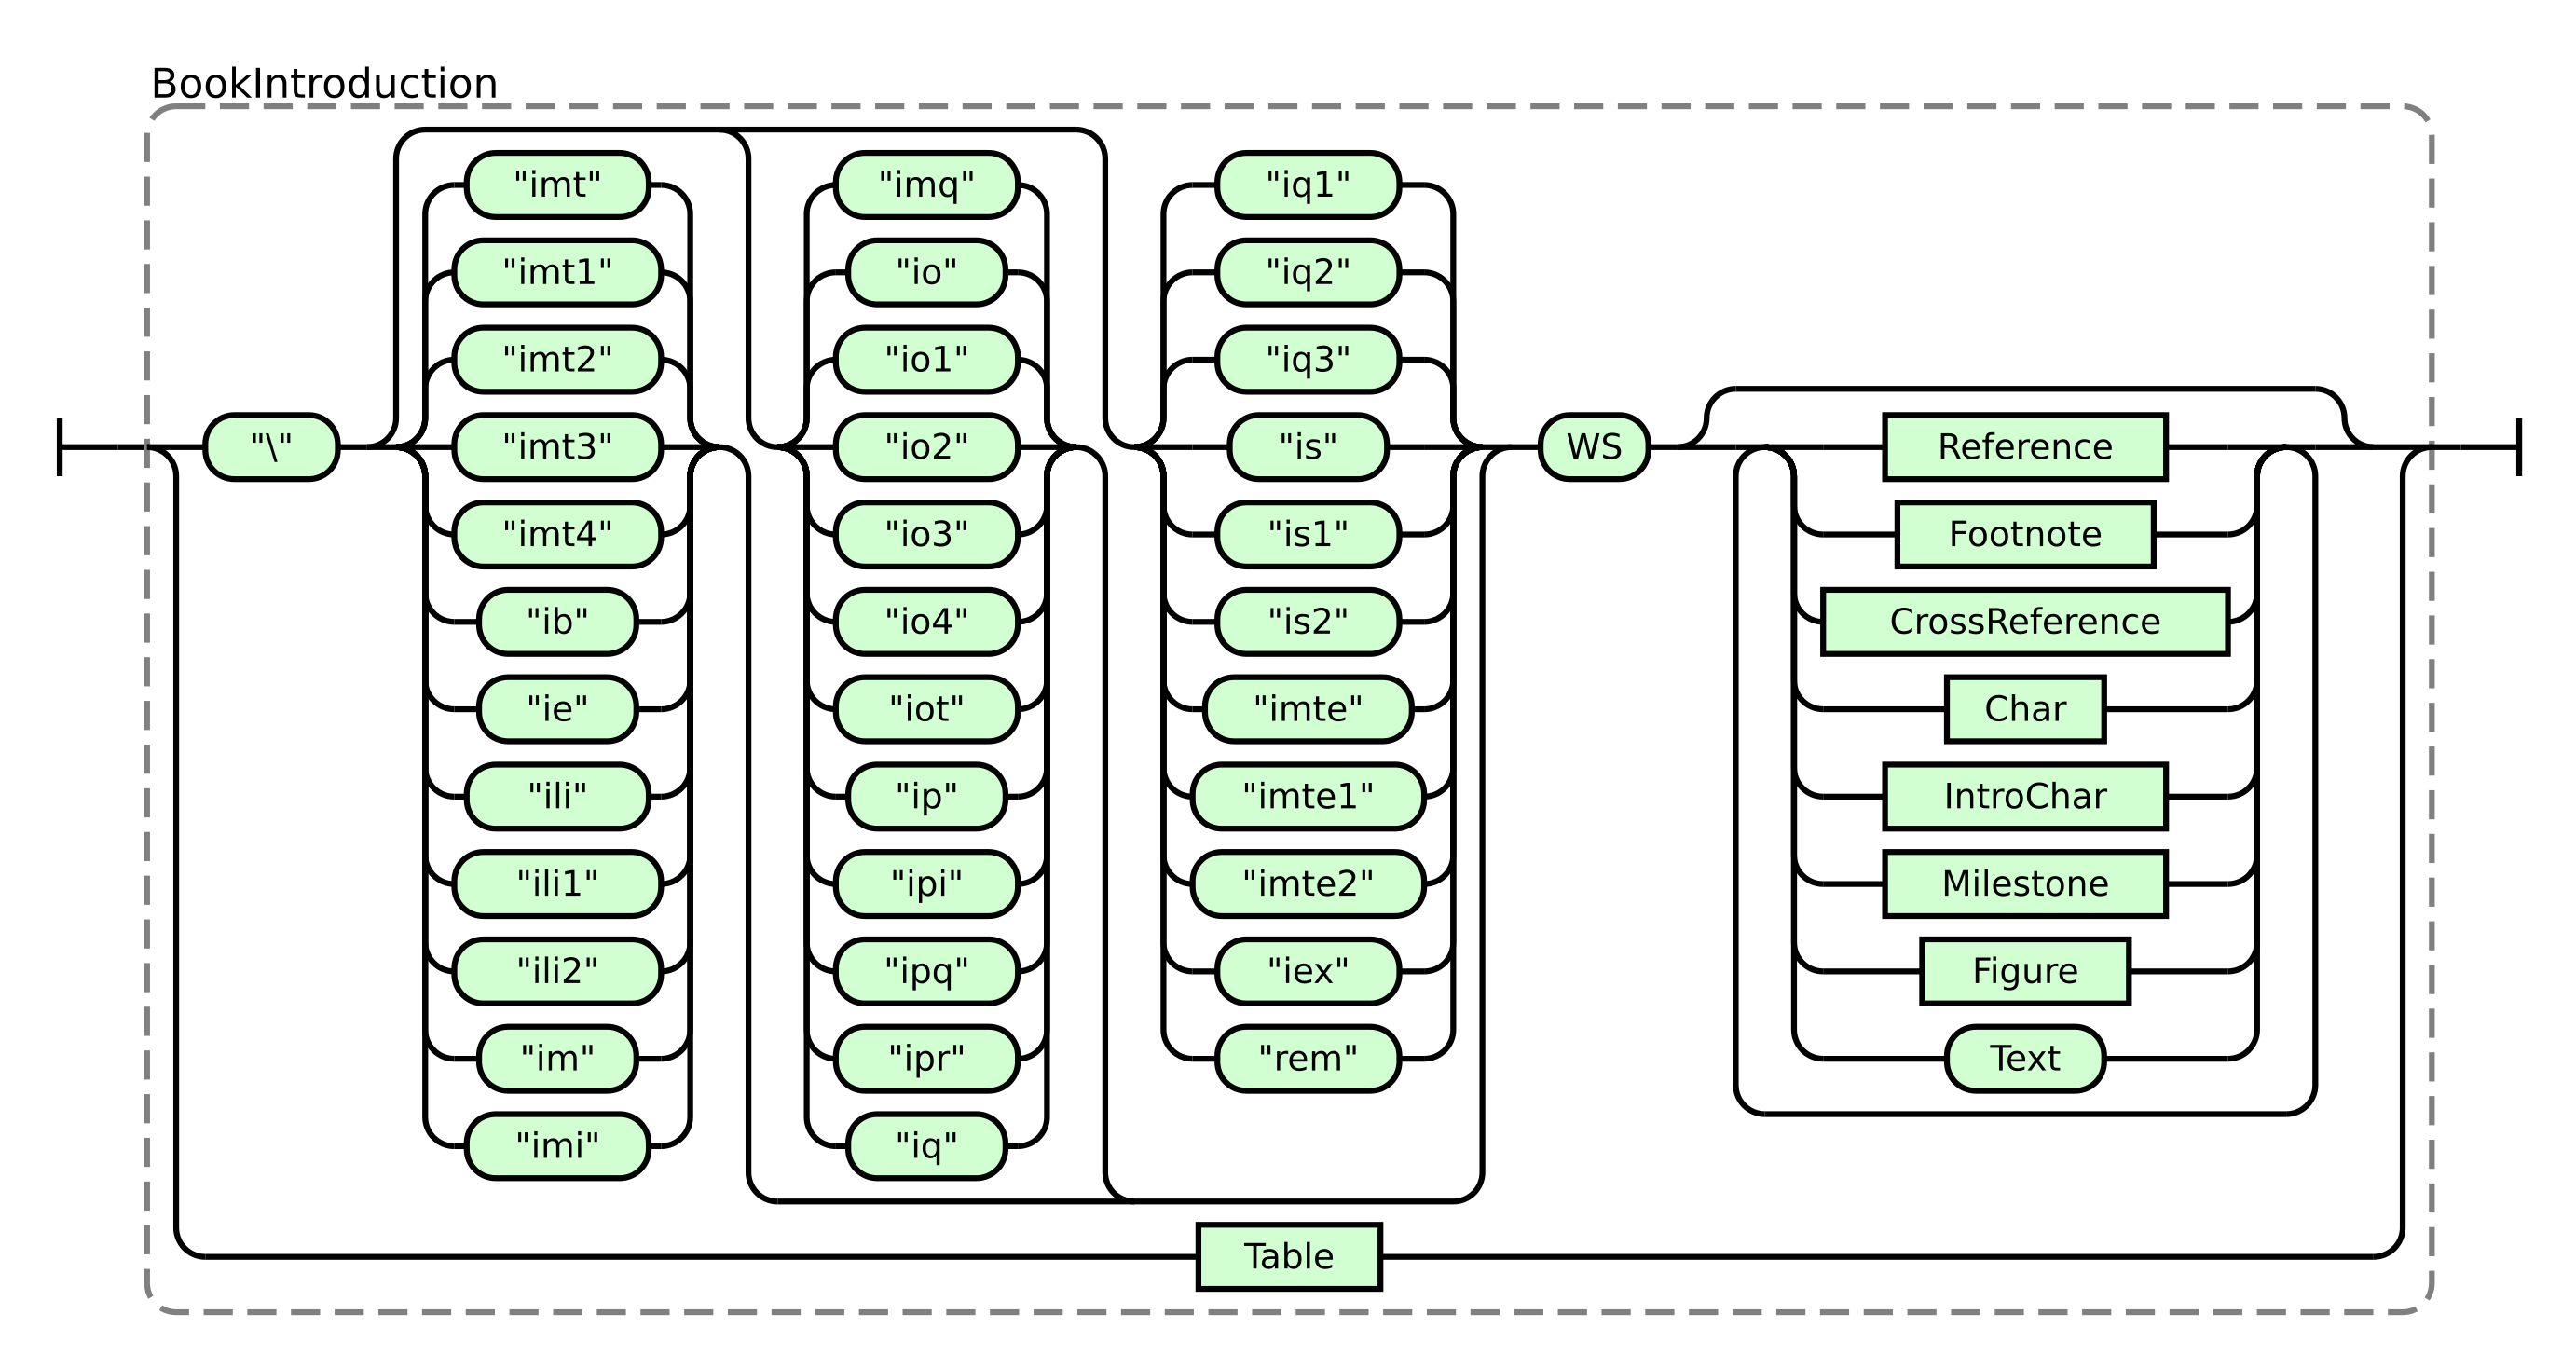 BookIntroduction
"\"
"imt"
"imt1"
"imt2"
"imt3"
"imt4"
"ib"
"ie"
"ili"
"ili1"
"ili2"
"im"
"imi"
"imq"
"io"
"io1"
"io2"
"io3"
"io4"
"iot"
"ip"
"ipi"
"ipq"
"ipr"
"iq"
"iq1"
"iq2"
"iq3"
"is"
"is1"
"is2"
"imte"
"imte1"
"imte2"
"iex"
"rem"
WS
Reference
Footnote
CrossReference
Char
IntroChar
Milestone
Figure
Text
Table